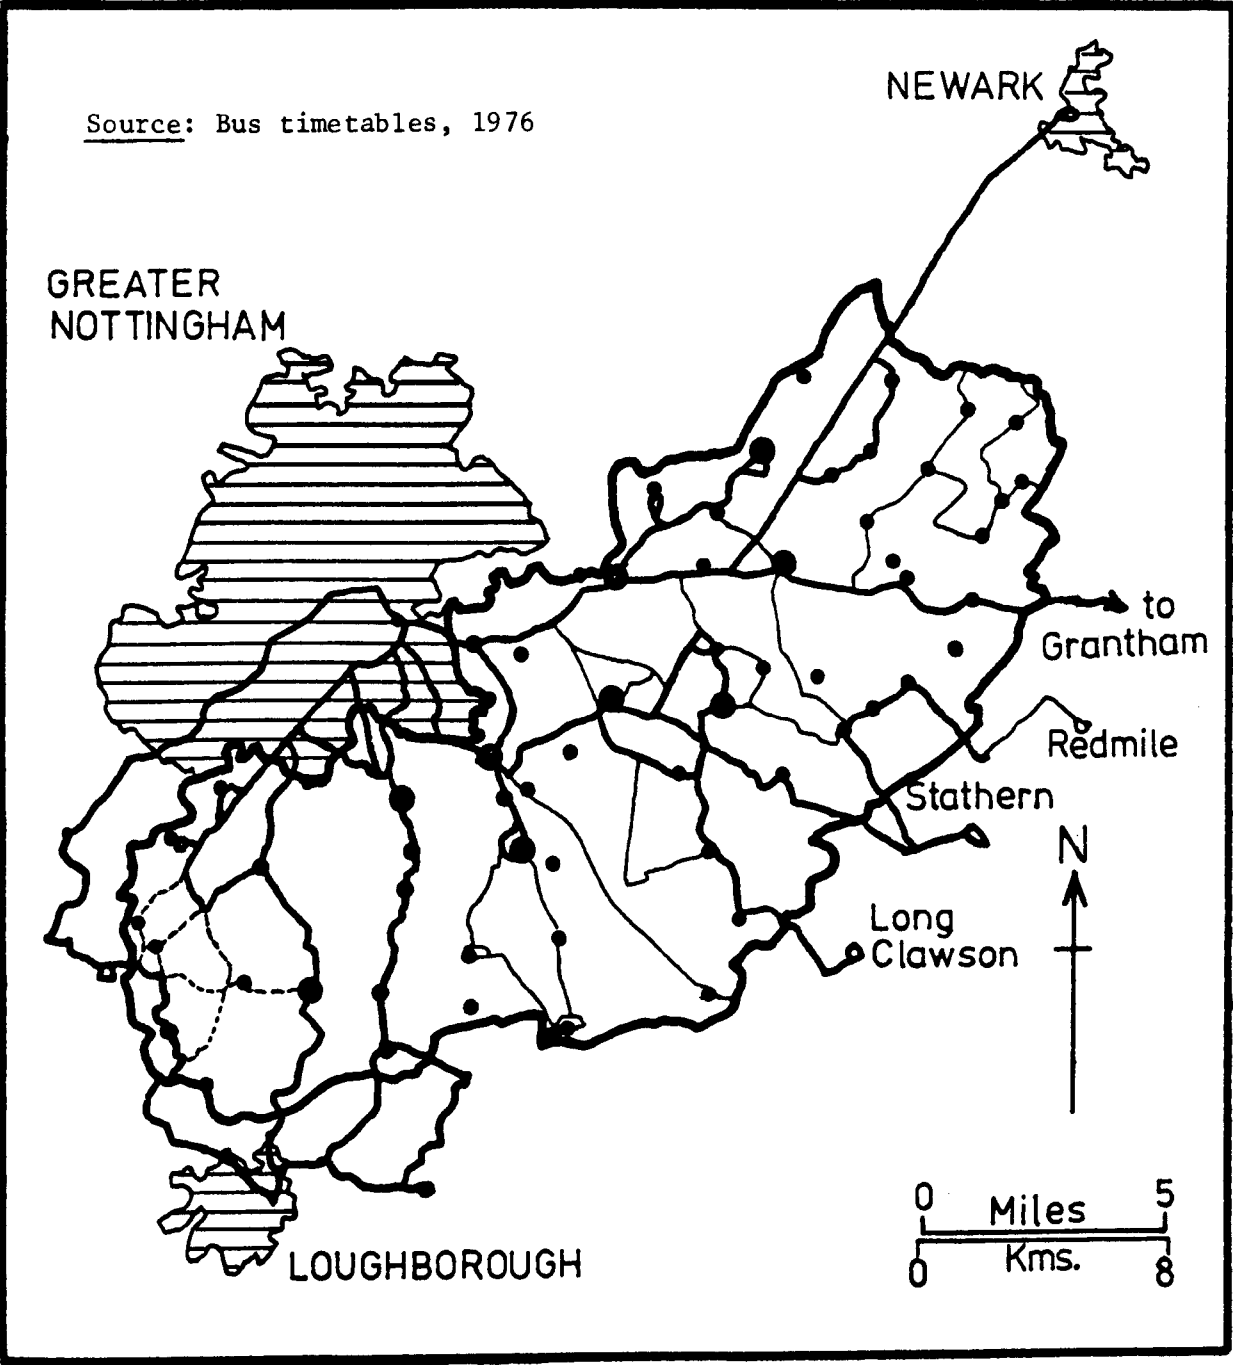 NEWARK
Source: Bus timetables, 1976
GREATER
NOTTINGHAM
to
Grantham
Redmile
Stathern
N
Long
Clawson
0 5
Miles
Kms.
0 8
LOUGHBOROUGH